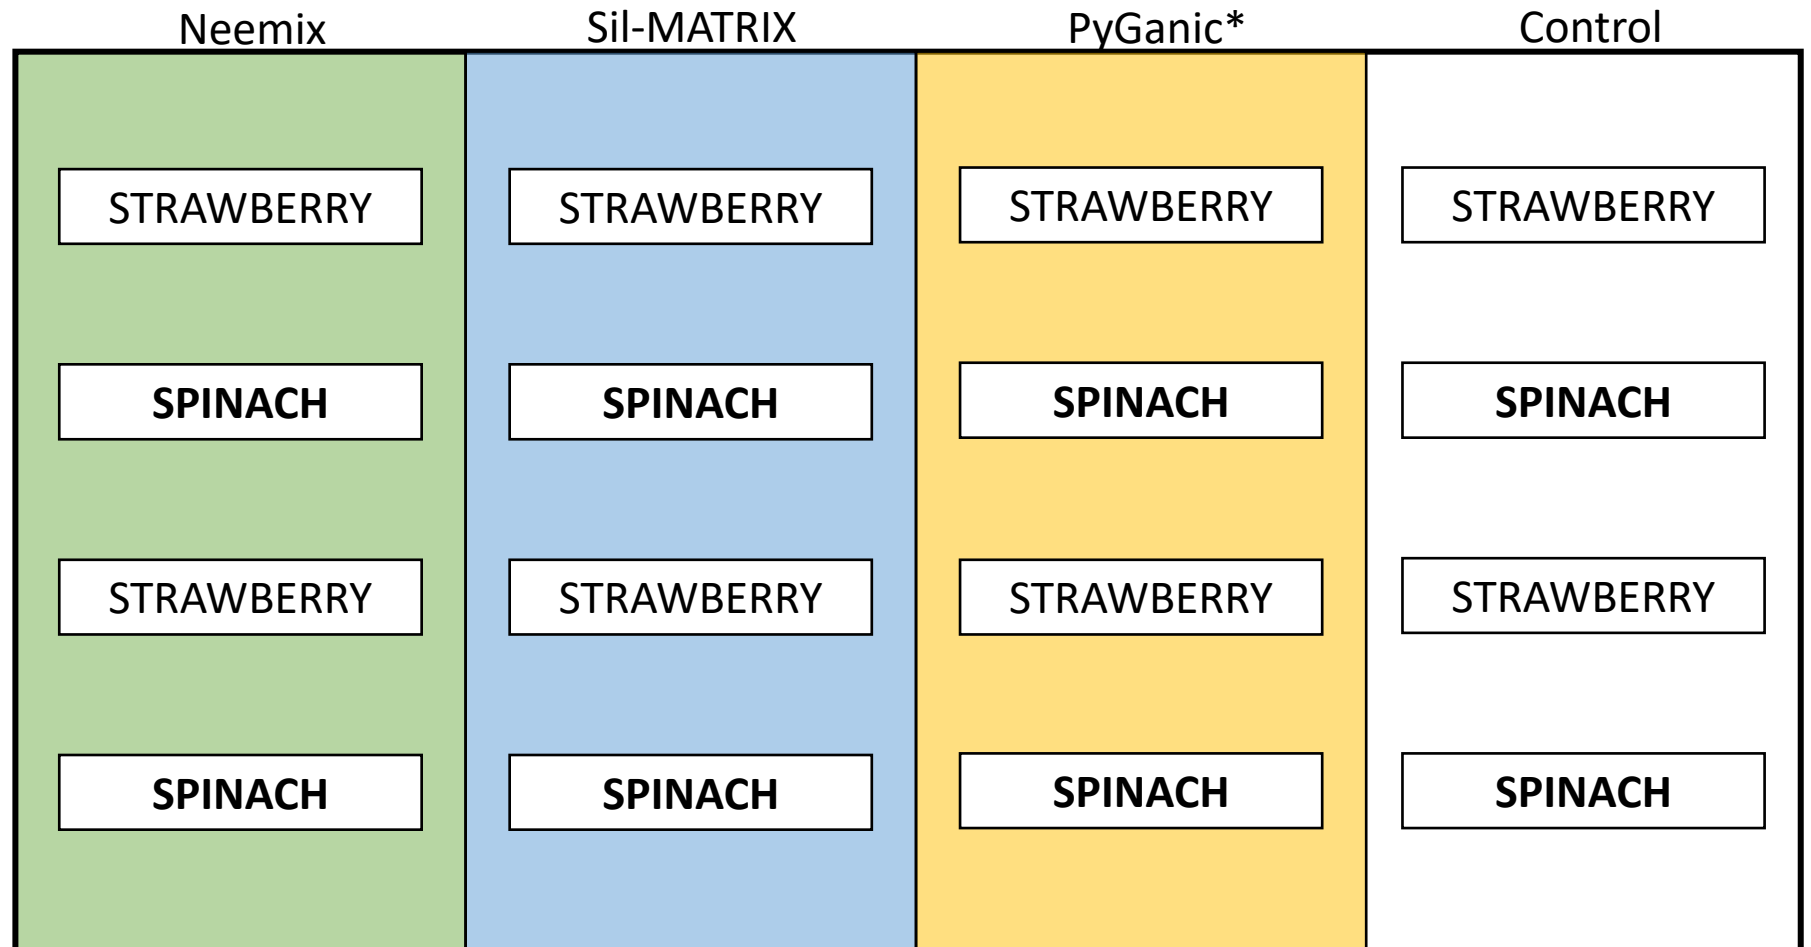 Neemix Sil-MATRIX PyGanic* Control
STRAWBERRY STRAWBERRY STRAWBERRY STRAWBERRY
SPINACH SPINACH SPINACH SPINACH
STRAWBERRY STRAWBERRY STRAWBERRY STRAWBERRY
SPINACH SPINACH SPINACH SPINACH